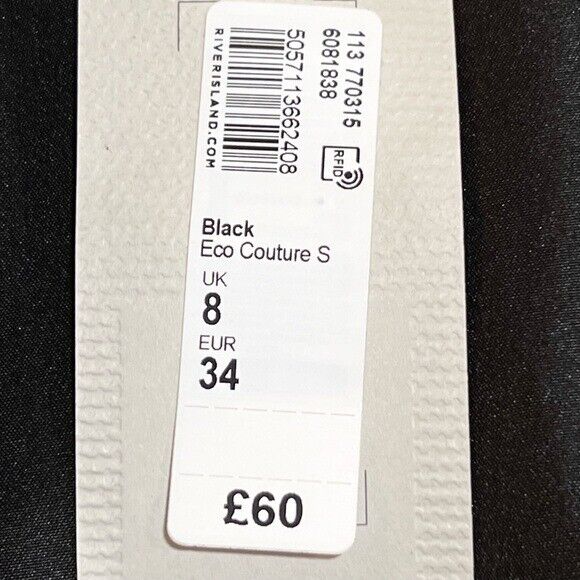 RIVERISLAND.COM
5057113662408
113 770315
6081838
RFID
Black
Eco Couture S
UK
8
EUR
34
£60